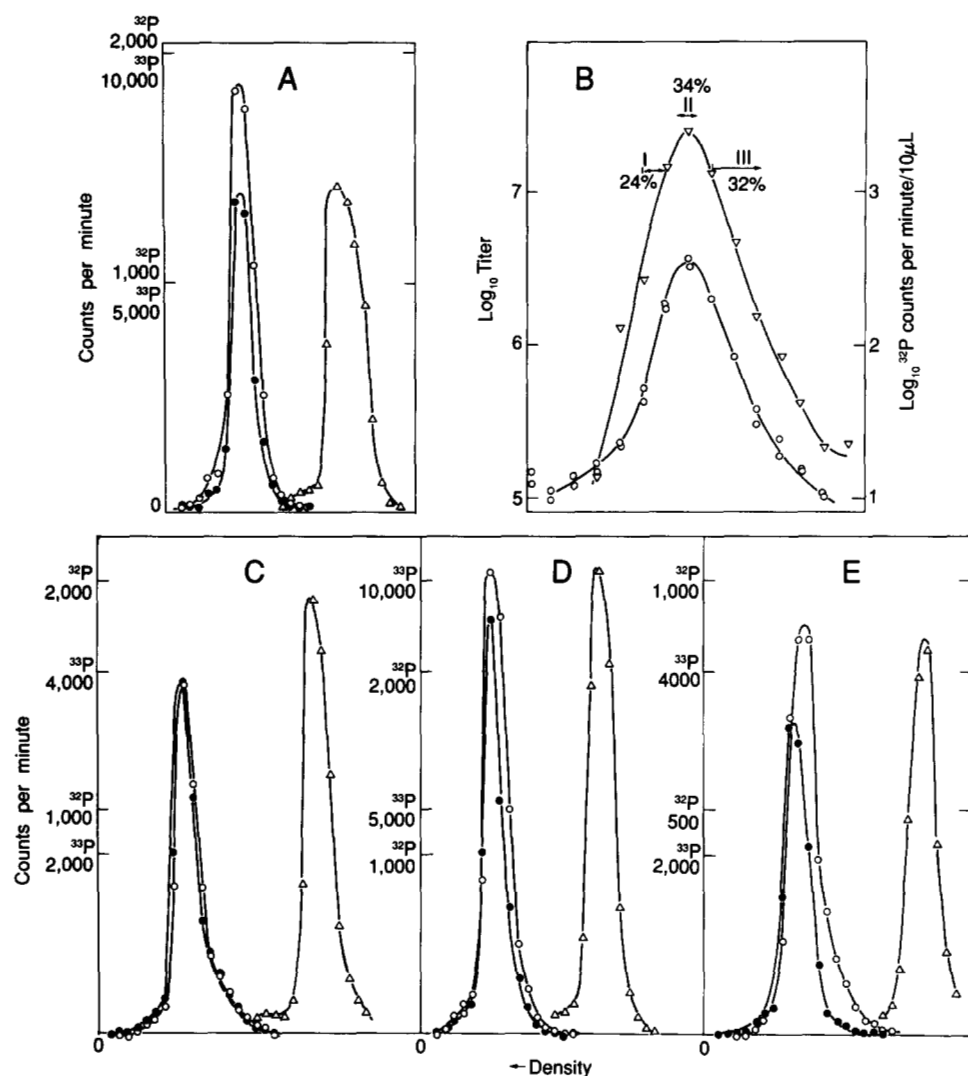 A
Counts per minute
³²P
2,000
³³P
10,000
³²P
1,000
³³P
5,000
0
B
34%
II
I
24%
III
32%
Log₁₀ Titer
7
6
5
Log₁₀ ³²P counts per minute/10μL
3
2
1
C
Counts per minute
³²P
2,000
³³P
4,000
³²P
1,000
³³P
2,000
0
D
³³P
10,000
³²P
2,000
³³P
5,000
³²P
1,000
0
E
³²P
1,000
³³P
4000
³²P
500
³³P
2,000
0
←Density